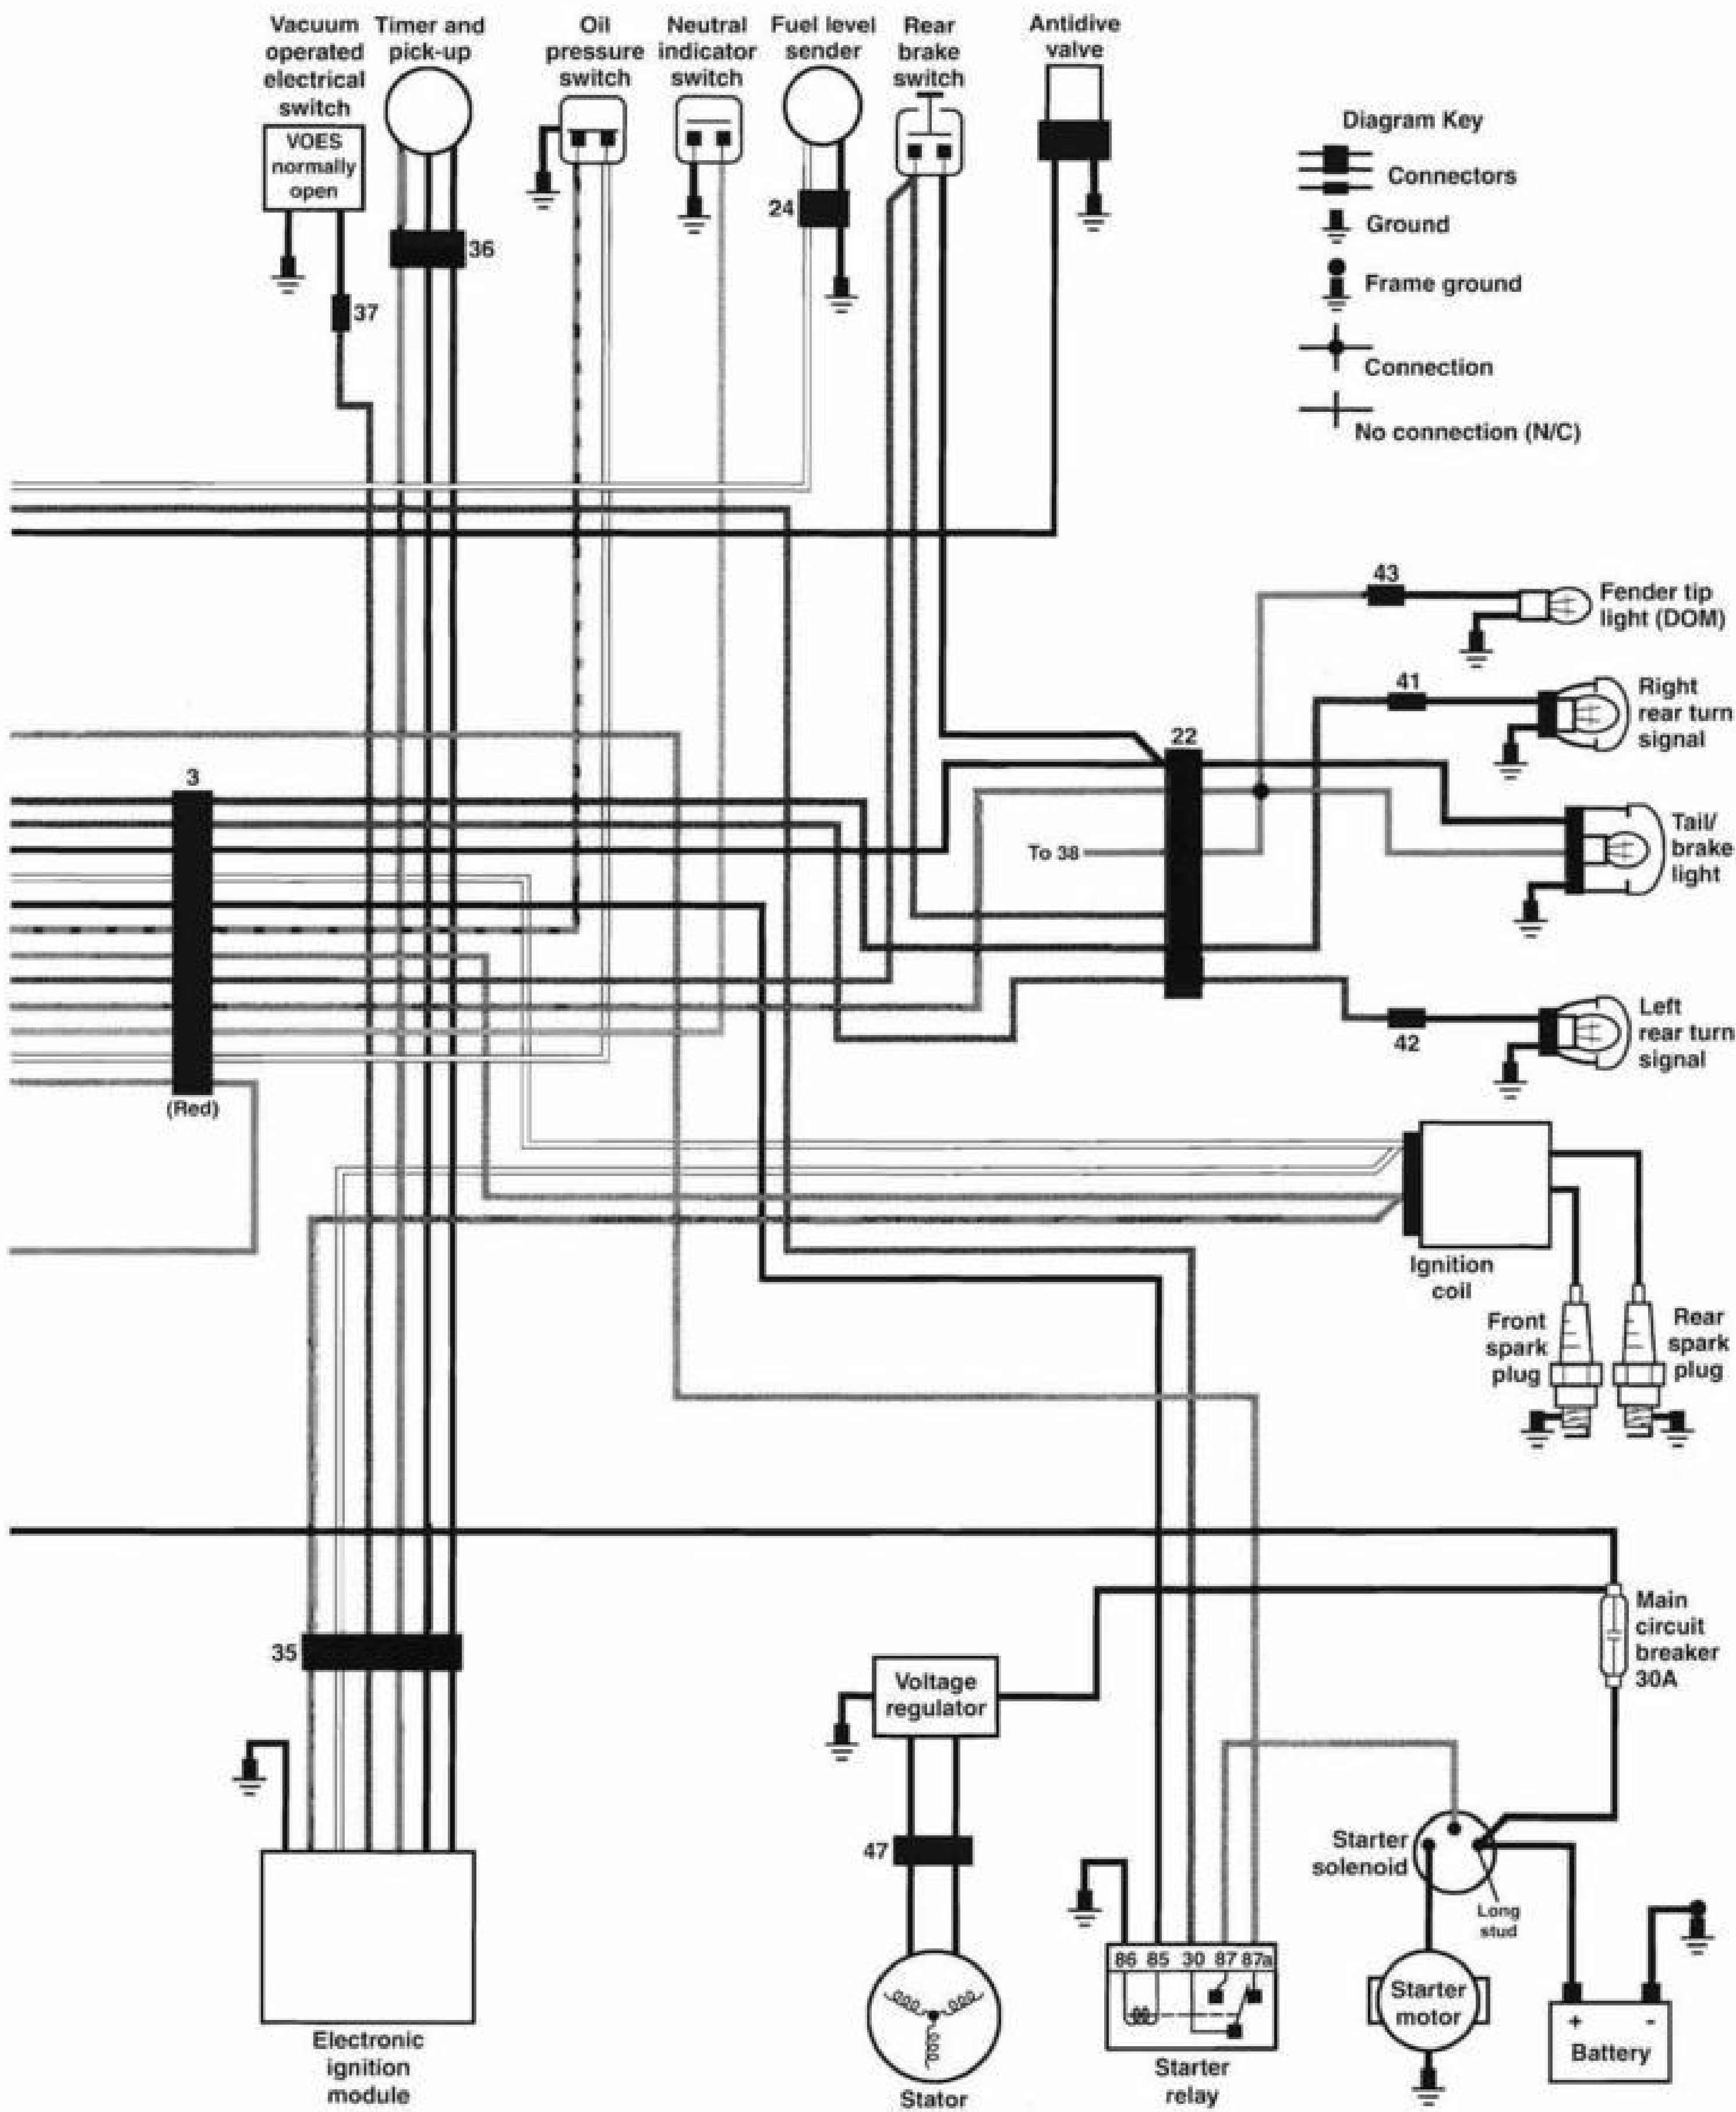 Vacuum
operated
electrical
switch
Timer and
pick-up
Oil
pressure
switch
Neutral
indicator
switch
Fuel level
sender
Rear
brake
switch
Antidive
valve
VOES
normally
open
Diagram Key
Connectors
Ground
Frame ground
Connection
No connection (N/C)
24
36
37
43
Fender tip
light (DOM)
41
Right
rear turn
signal
22
3
Tail/
brake
light
To 38
Left
rear turn
signal
42
(Red)
Ignition
coil
Front
spark
plug
Rear
spark
plug
Main
circuit
breaker
30A
35
Voltage
regulator
47
Starter
solenoid
Long
stud
86 85 30 87 87a
Starter
motor
+ -
Battery
Electronic
ignition
module
Stator
Starter
relay